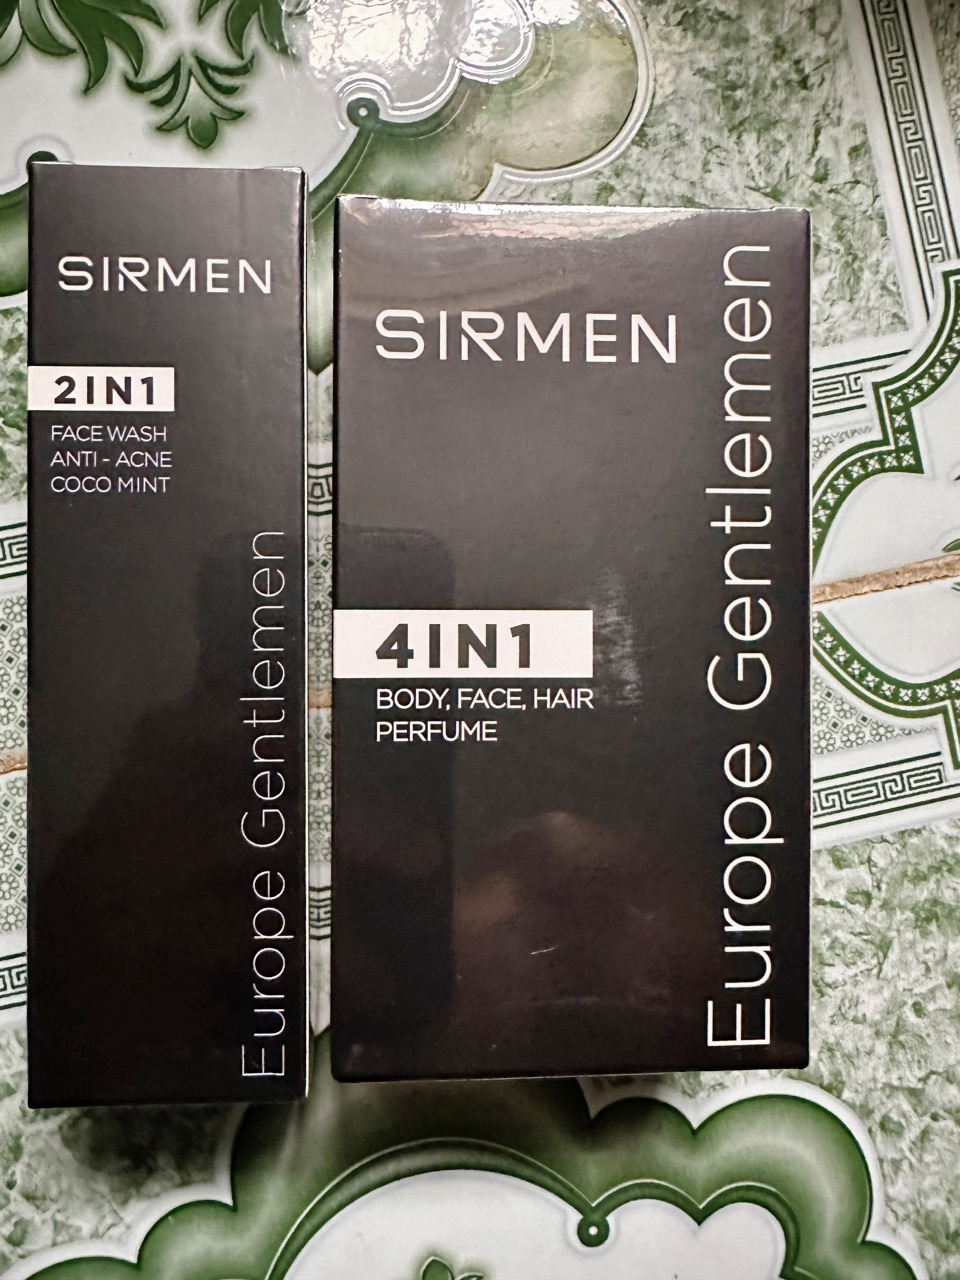 SIRMEN
2IN1
FACE WASH
ANTI - ACNE
COCO MINT
Europe Gentlemen
SIRMEN
4IN1
BODY, FACE, HAIR
PERFUME
Europe Gentlemen